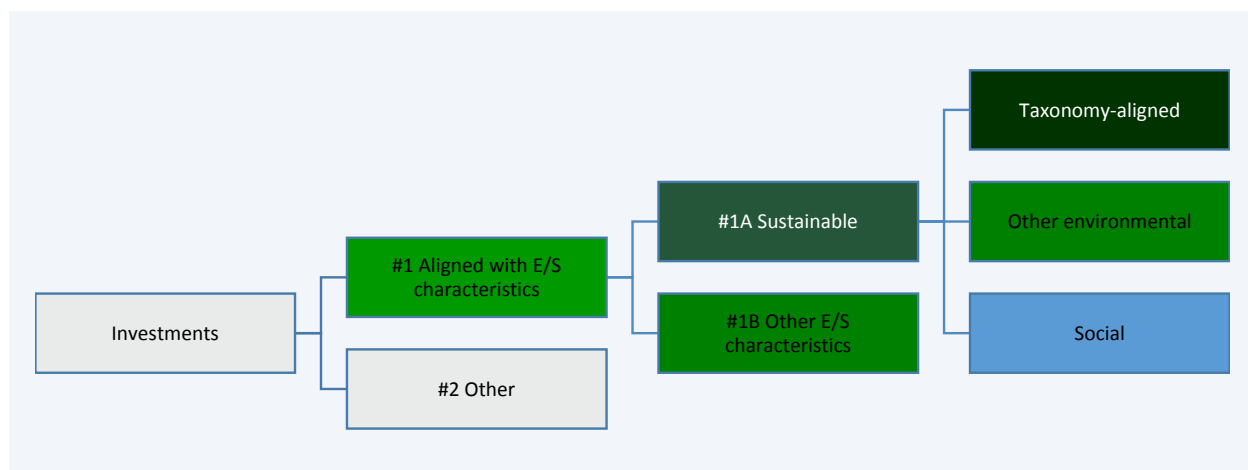 Investments
#1 Aligned with E/S
characteristics
#2 Other
#1A Sustainable
#1B Other E/S
characteristics
Taxonomy-aligned
Other environmental
Social